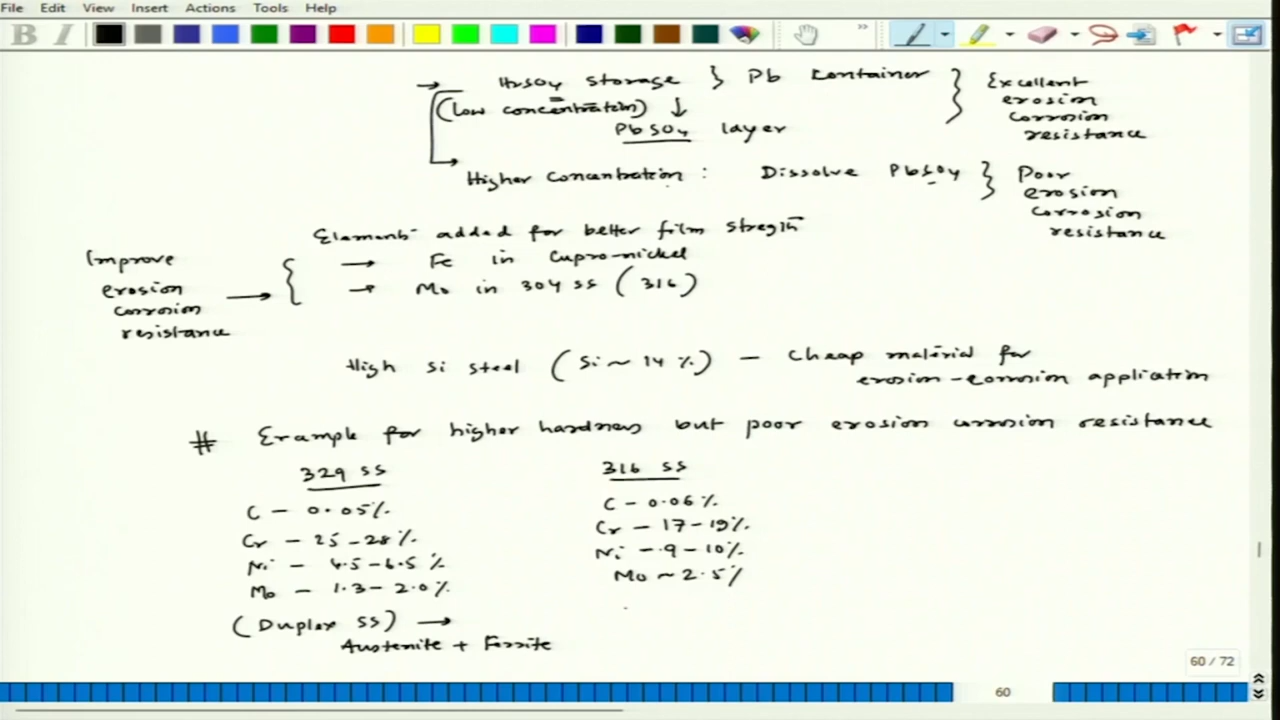 File Edit View Insert Actions Tools Help
B I
→ H2SO4 storage } Pb container } Excellent
(low concentration) ↓ erosion
PbSO4 layer corrosion
resistance
→ Higher concentration : Dissolve PbSO4 } Poor
erosion
corrosion
resistance
Elements added for better film stregth
Improve
erosion
corrosion
resistance
→ { → Fe in cupro-nickel
→ Mo in 304 SS (316)
High Si steel (Si ~ 14 %) - cheap material for
erosion-corrosion application
# Example for higher hardness but poor erosion corrosion resistance
329 SS
C - 0.05%
Cr - 25-28%
Ni - 4.5-6.5 %
Mo - 1.3-2.0%
(Duplex SS) →
Austenite + Ferrite
316 SS
C - 0.06%
Cr - 17-19%
Ni - 9-10%
Mo ~ 2.5%
60 / 72
60